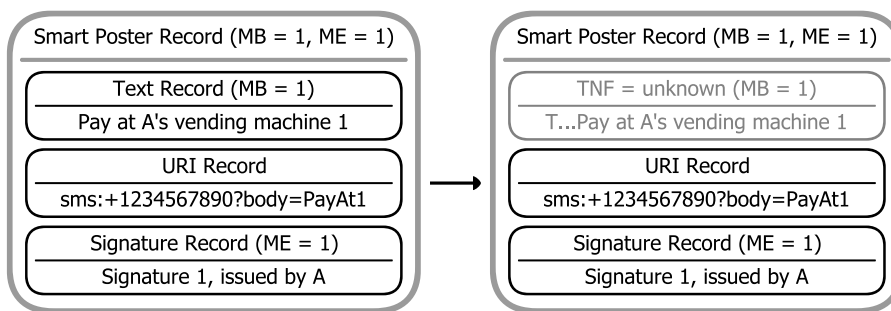 Smart Poster Record (MB = 1, ME = 1)
Text Record (MB = 1)
Pay at A's vending machine 1
URI Record
sms:+1234567890?body=PayAt1
Signature Record (ME = 1)
Signature 1, issued by A
Smart Poster Record (MB = 1, ME = 1)
TNF = unknown (MB = 1)
T...Pay at A's vending machine 1
URI Record
sms:+1234567890?body=PayAt1
Signature Record (ME = 1)
Signature 1, issued by A